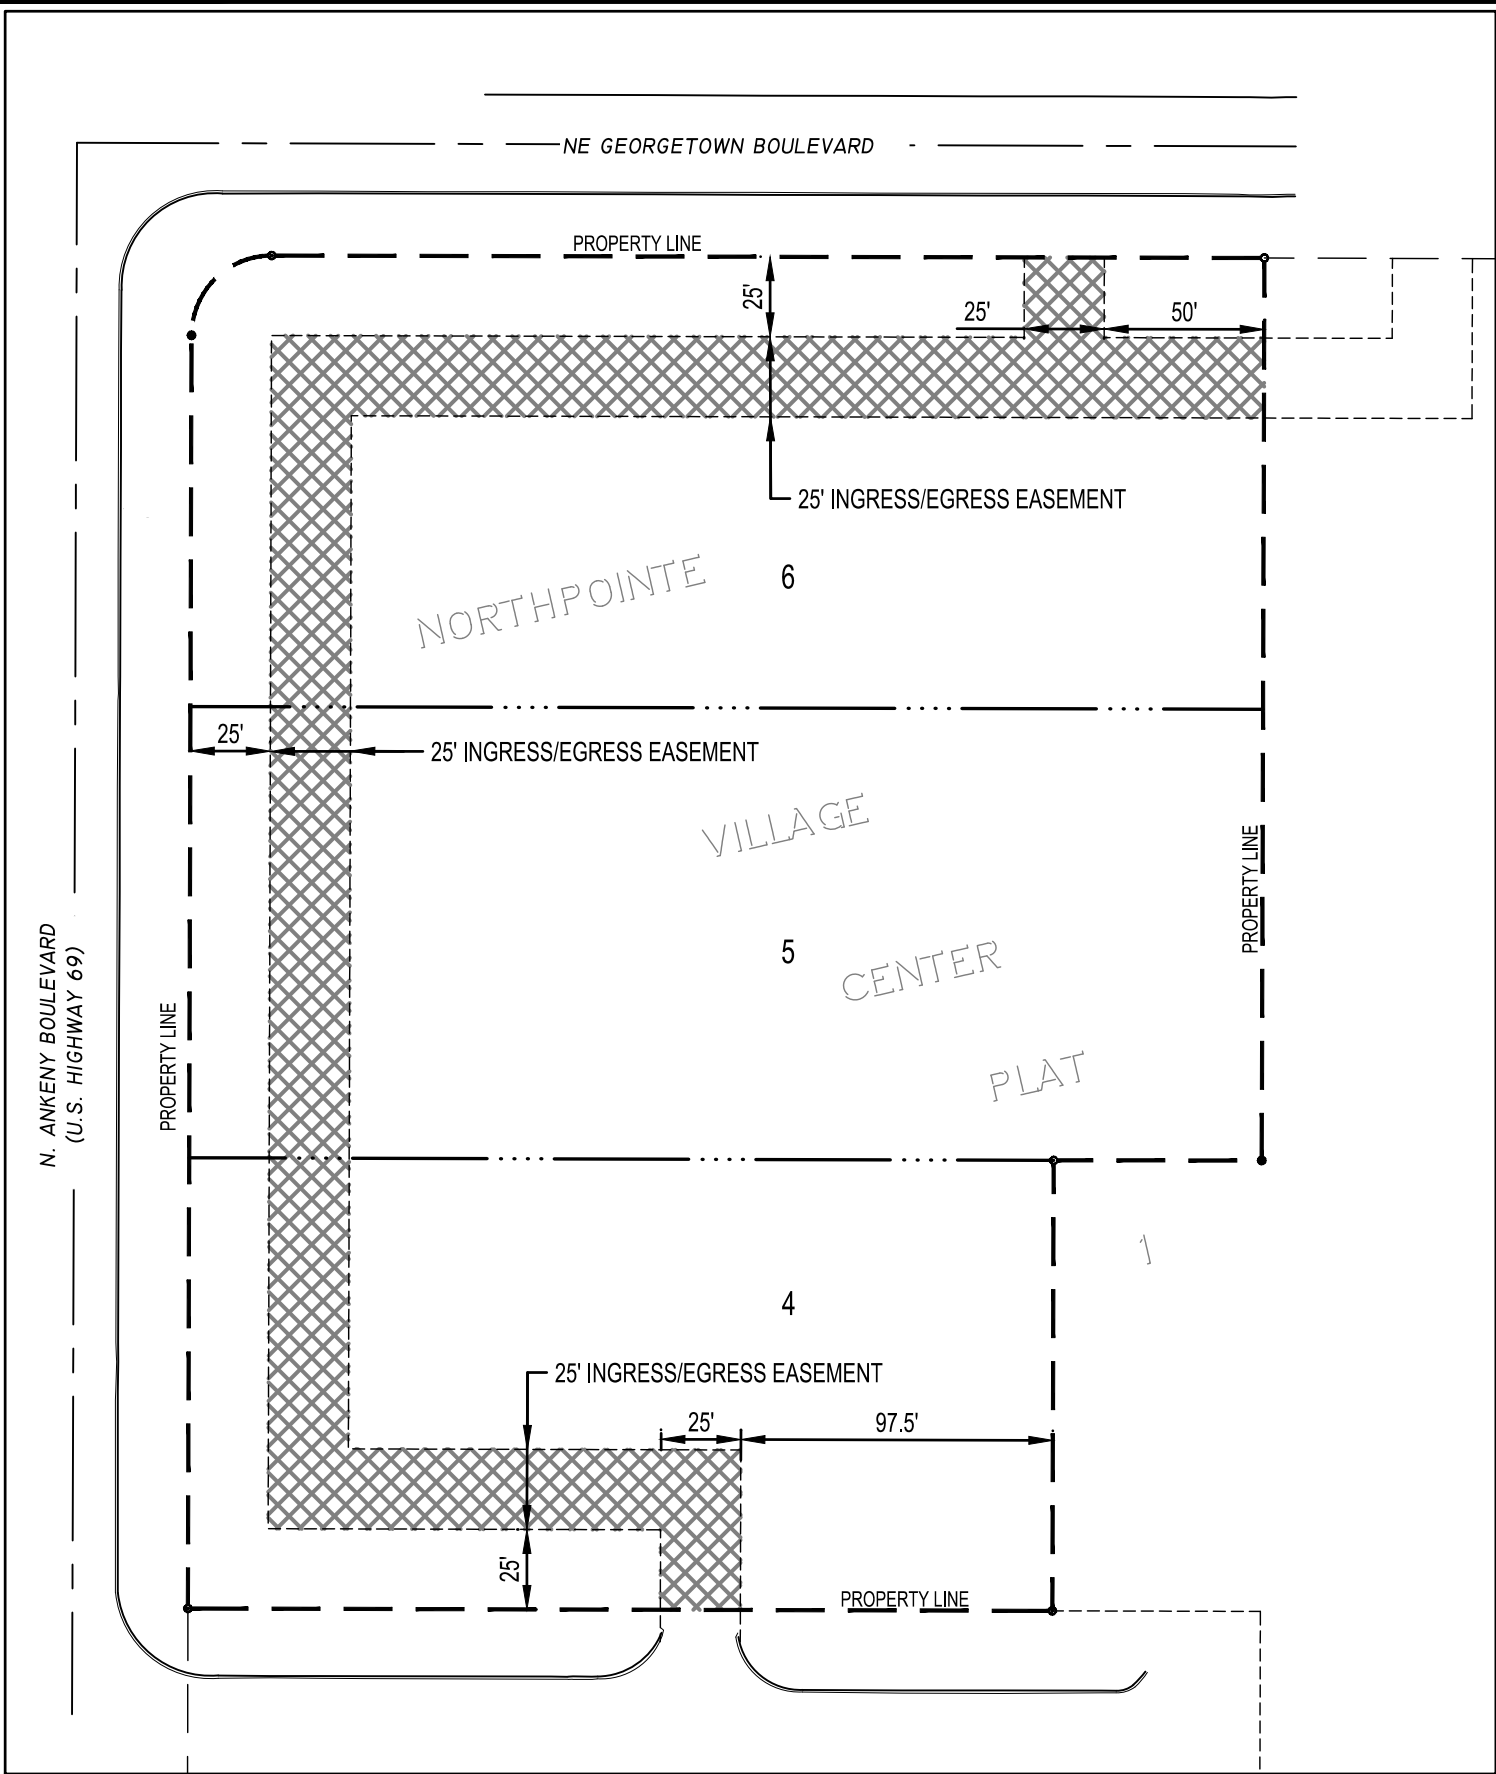 NE GEORGETOWN BOULEVARD
PROPERTY LINE
25'
25'
50'
25' INGRESS/EGRESS EASEMENT
6
NORTHPOINTE
25'
25' INGRESS/EGRESS EASEMENT
VILLAGE
PROPERTY LINE
5
CENTER
N. ANKENY BOULEVARD
(U.S. HIGHWAY 69)
PROPERTY LINE
PLAT
1
4
25' INGRESS/EGRESS EASEMENT
25'
97.5'
25'
PROPERTY LINE